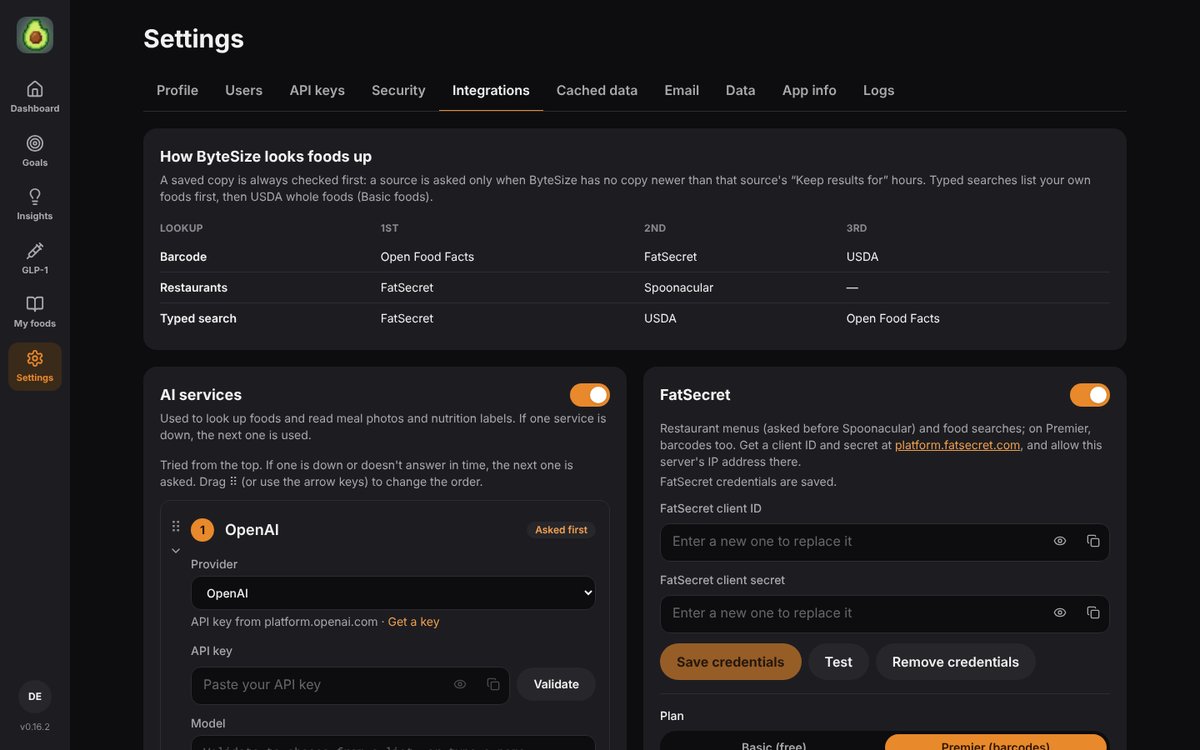 Settings
Dashboard
Goals
Insights
GLP-1
My foods
Settings
DE
v0.16.2
Profile Users API keys Security Integrations Cached data Email Data App info Logs
How ByteSize looks foods up
A saved copy is always checked first: a source is asked only when ByteSize has no copy newer than that source's “Keep results for” hours. Typed searches list your own
foods first, then USDA whole foods (Basic foods).
LOOKUP 1ST 2ND 3RD
Barcode Open Food Facts FatSecret USDA
Restaurants FatSecret Spoonacular —
Typed search FatSecret USDA Open Food Facts
AI services
Used to look up foods and read meal photos and nutrition labels. If one service is
down, the next one is used.
Tried from the top. If one is down or doesn't answer in time, the next one is
asked. Drag ⠿ (or use the arrow keys) to change the order.
1 OpenAI Asked first
Provider
OpenAI
API key from platform.openai.com · Get a key
API key
Paste your API key Validate
Model
FatSecret
Restaurant menus (asked before Spoonacular) and food searches; on Premier,
barcodes too. Get a client ID and secret at platform.fatsecret.com, and allow this
server's IP address there.
FatSecret credentials are saved.
FatSecret client ID
Enter a new one to replace it
FatSecret client secret
Enter a new one to replace it
Save credentials Test Remove credentials
Plan
Basic (free) Premier (barcodes)